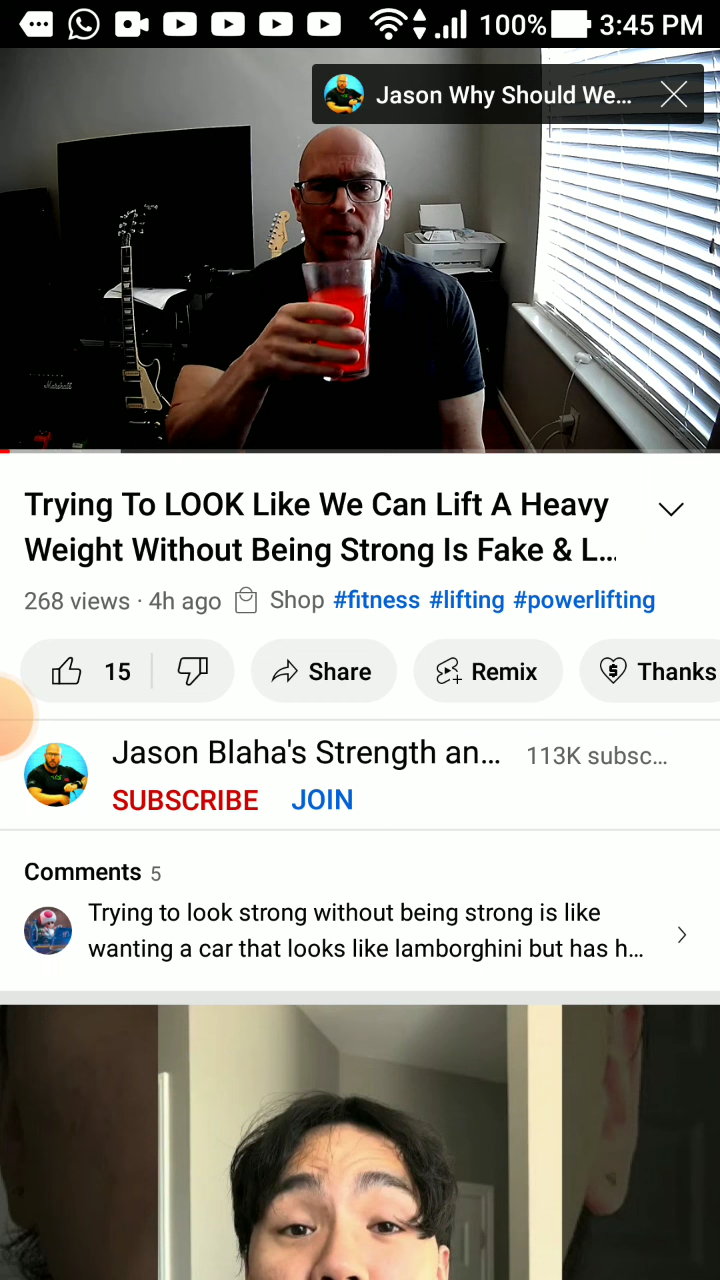 100% 3:45 PM
Jason Why Should We...
Marshall
Trying To LOOK Like We Can Lift A Heavy
Weight Without Being Strong Is Fake & L...
268 views · 4h ago Shop #fitness #lifting #powerlifting
15 Share Remix Thanks
Jason Blaha's Strength an... 113K subsc...
SUBSCRIBE JOIN
Comments 5
Trying to look strong without being strong is like
wanting a car that looks like lamborghini but has h...